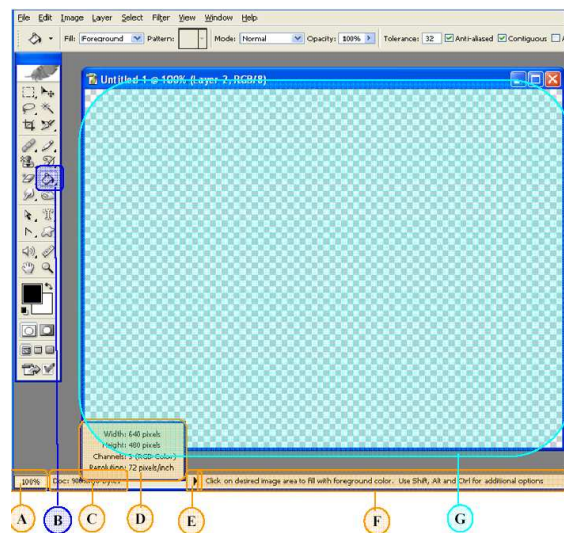 File Edit Image Layer Select Filter View Window Help
Fill: Foreground Pattern: Mode: Normal Opacity: 100% Tolerance: 32 Anti-aliased Contiguous
Untitled-1 @ 100% (Layer 2, RGB/8)
Width: 640 pixels
Height: 480 pixels
Channels: 3 (RGB Color)
Resolution: 72 pixels/inch
100% Doc: bytes Click on desired image area to fill with foreground color. Use Shift, Alt and Ctrl for additional options
A B C D E F G